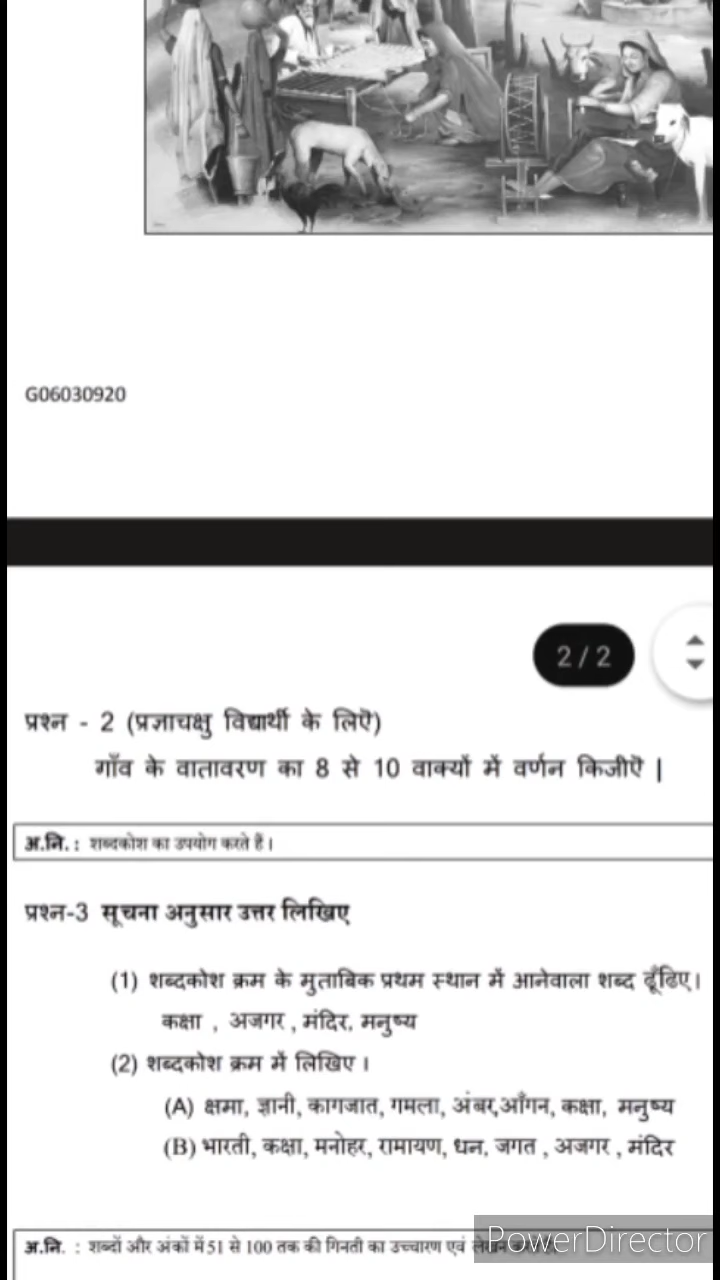 G06030920
2 / 2
प्रश्न - 2 (प्रज्ञाचक्षु विद्यार्थी के लिऐ)
गाँव के वातावरण का 8 से 10 वाक्यों में वर्णन किजीऐ |
अ.नि. : शब्दकोश का उपयोग करते हैं।
प्रश्न-3 सूचना अनुसार उत्तर लिखिए
(1) शब्दकोश क्रम के मुताबिक प्रथम स्थान में आनेवाला शब्द ढूँढिए।
कक्षा , अजगर , मंदिर, मनुष्य
(2) शब्दकोश क्रम में लिखिए ।
(A) क्षमा, ज्ञानी, कागजात, गमला, अंबर,आँगन, कक्षा, मनुष्य
(B) भारती, कक्षा, मनोहर, रामायण, धन, जगत , अजगर , मंदिर
अ.नि. : शब्दों और अंकों में 51 से 100 तक की गिनती का उच्चारण एवं लेखन
PowerDirector